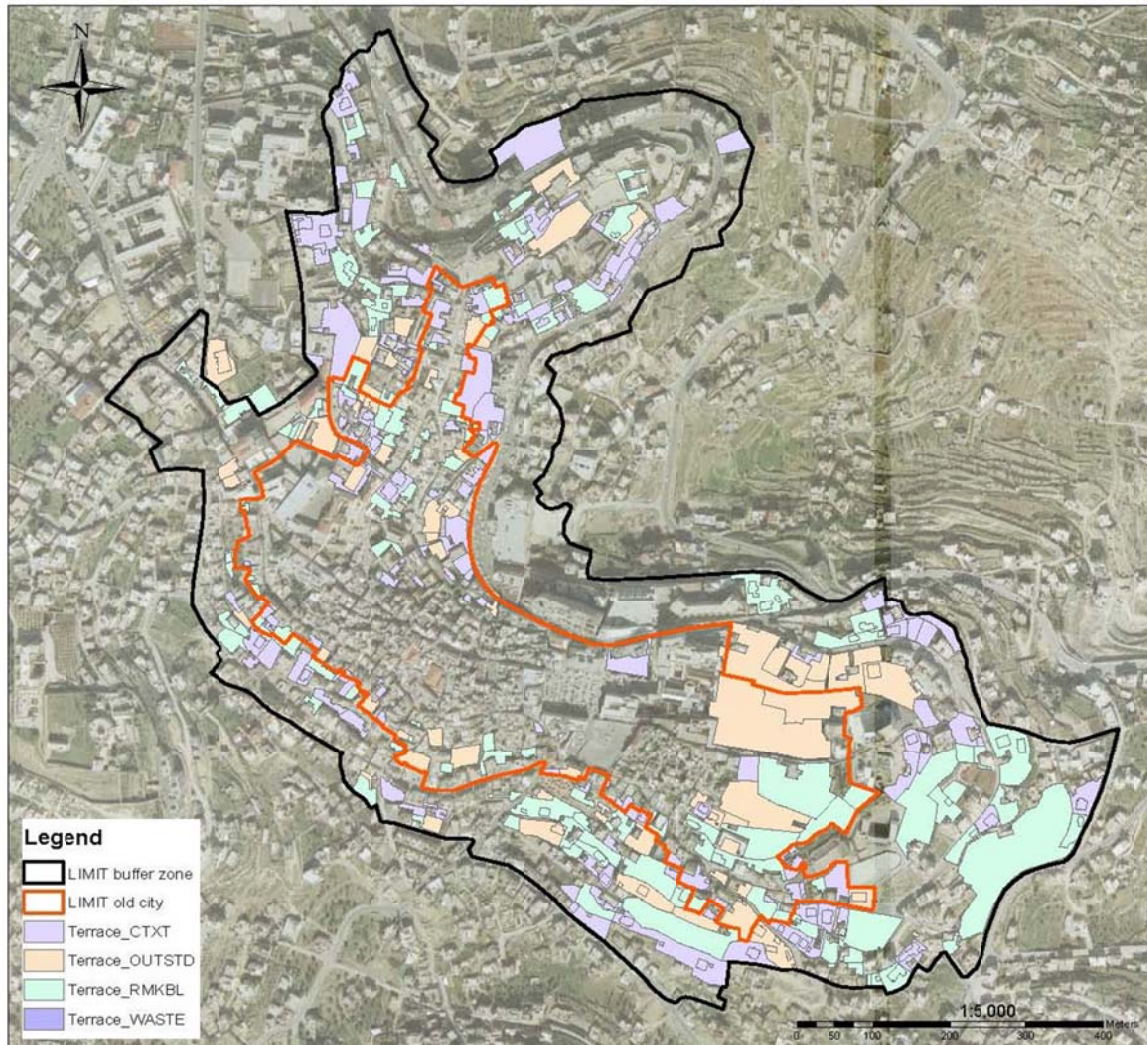 N
Legend
LIMIT buffer zone
LIMIT old city
Terrace_CTXT
Terrace_OUTSTD
Terrace_RMKBL
Terrace_WASTE
1:5,000
Meters
0 50 100 200 300 400